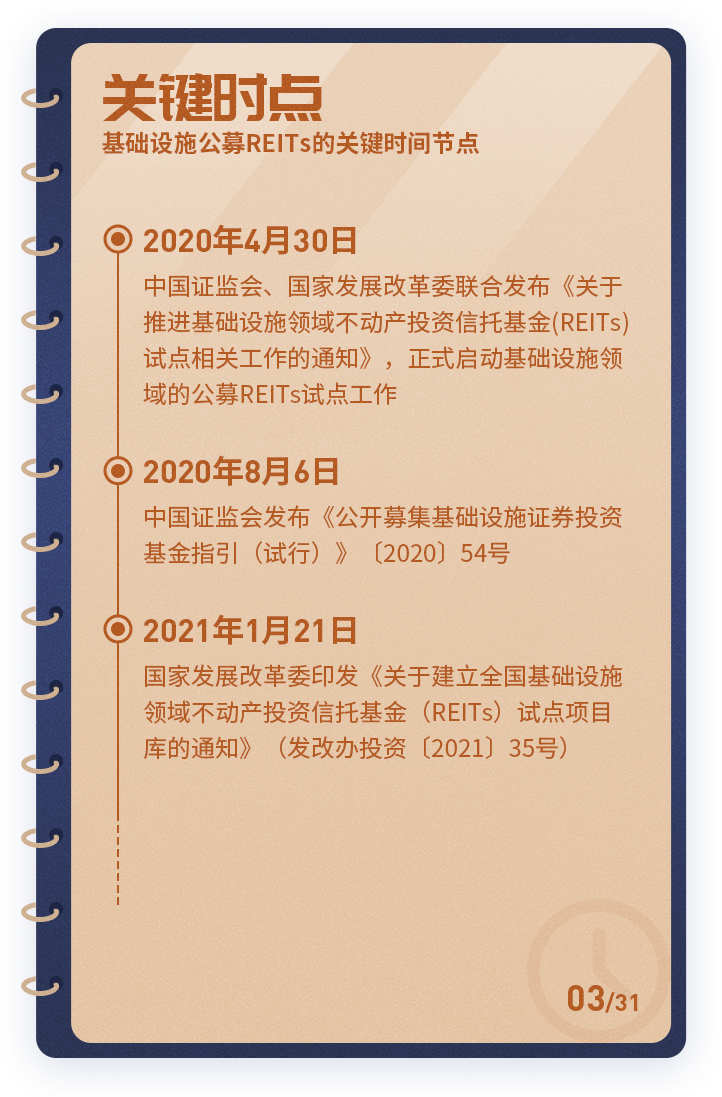 关键时点
基础设施公募REITs的关键时间节点
2020年4月30日
中国证监会、国家发展改革委联合发布《关于
推进基础设施领域不动产投资信托基金(REITs)
试点相关工作的通知》，正式启动基础设施领
域的公募REITs试点工作
2020年8月6日
中国证监会发布《公开募集基础设施证券投资
基金指引（试行）》〔2020〕54号
2021年1月21日
国家发展改革委印发《关于建立全国基础设施
领域不动产投资信托基金（REITs）试点项目
库的通知》（发改办投资〔2021〕35号）
03/31